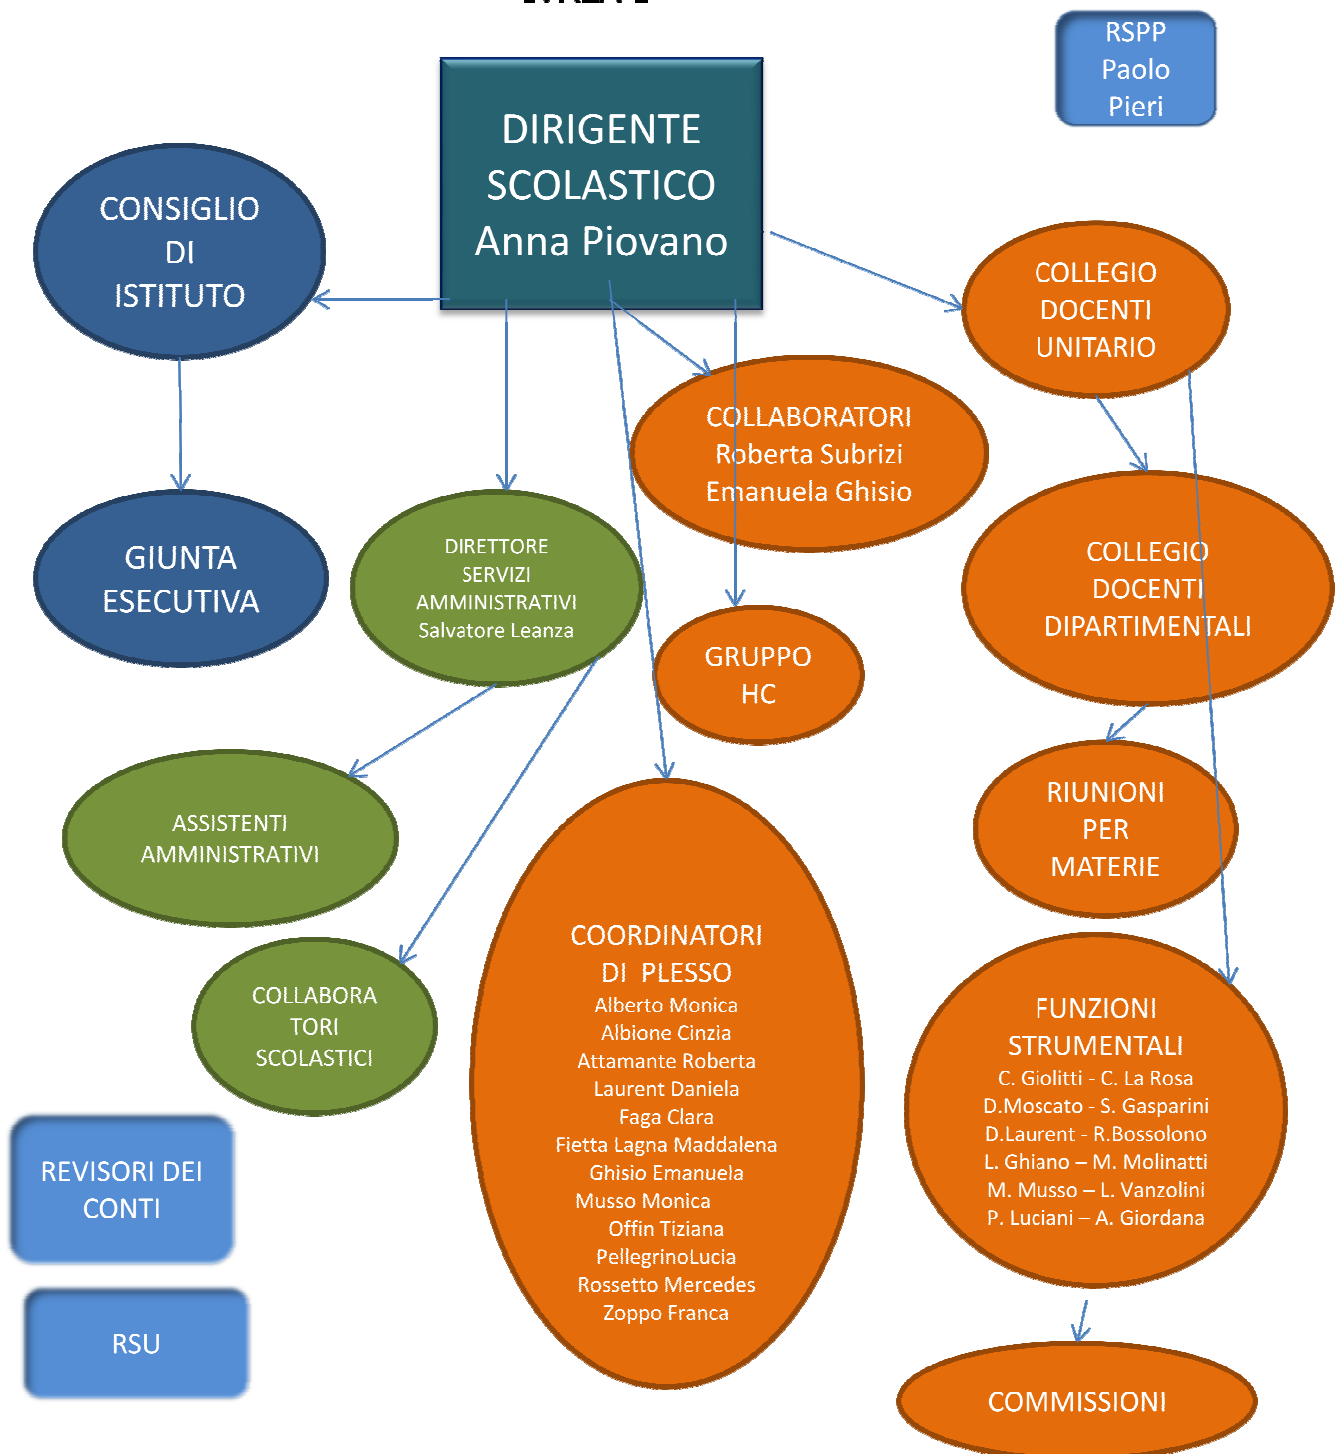 RSPP
Paolo
Pieri
DIRIGENTE
SCOLASTICO
Anna Piovano
CONSIGLIO
DI
ISTITUTO
COLLEGIO
DOCENTI
UNITARIO
COLLABORATORI
Roberta Subrizi
Emanuela Ghisio
GIUNTA
ESECUTIVA
DIRETTORE
SERVIZI
AMMINISTRATIVI
Salvatore Leanza
COLLEGIO
DOCENTI
DIPARTIMENTALI
GRUPPO
HC
RIUNIONI
PER
MATERIE
ASSISTENTI
AMMINISTRATIVI
COLLABORA
TORI
SCOLASTICI
COORDINATORI
DI PLESSO
Alberto Monica
Albione Cinzia
Attamante Roberta
Laurent Daniela
Faga Clara
Fietta Lagna Maddalena
Ghisio Emanuela
Musso Monica
Offin Tiziana
PellegrinoLucia
Rossetto Mercedes
Zoppo Franca
FUNZIONI
STRUMENTALI
C. Giolitti - C. La Rosa
D.Moscato - S. Gasparini
D.Laurent - R.Bossolono
L. Ghiano – M. Molinatti
M. Musso – L. Vanzolini
P. Luciani – A. Giordana
REVISORI DEI
CONTI
RSU
COMMISSIONI